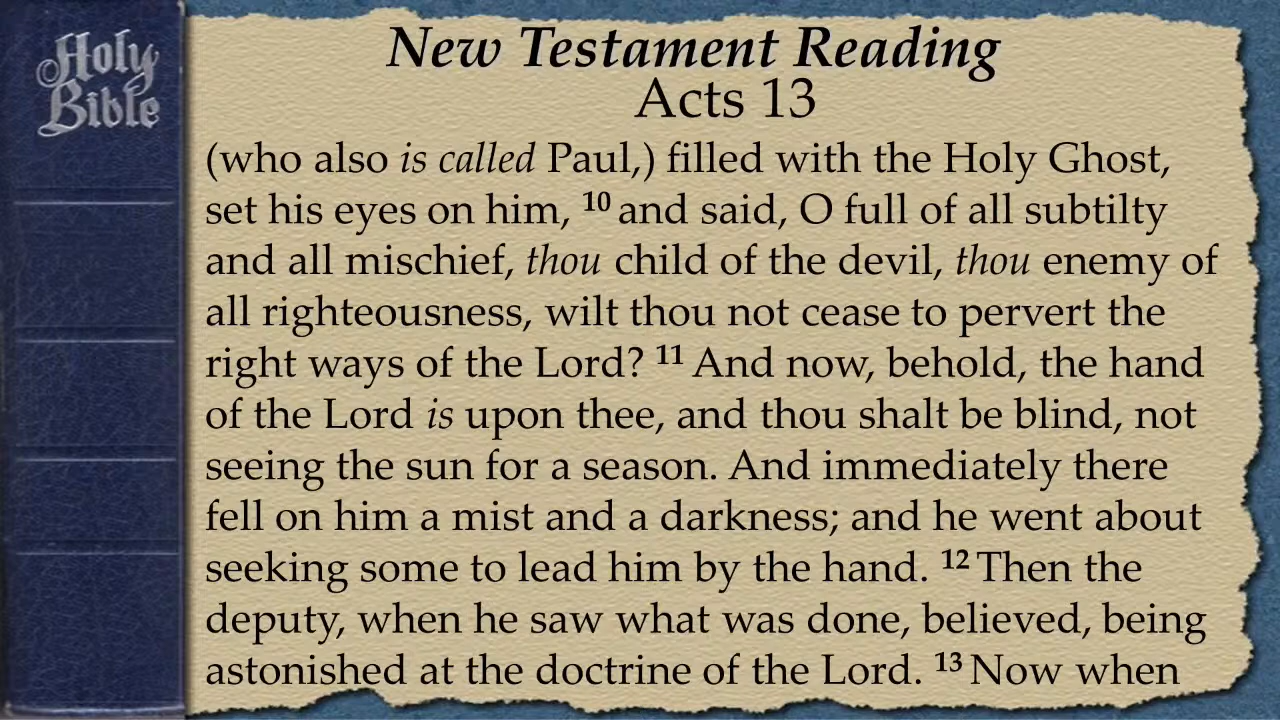 Holy
Bible
New Testament Reading
Acts 13
(who also is called Paul,) filled with the Holy Ghost,
set his eyes on him, 10 and said, O full of all subtilty
and all mischief, thou child of the devil, thou enemy of
all righteousness, wilt thou not cease to pervert the
right ways of the Lord? 11 And now, behold, the hand
of the Lord is upon thee, and thou shalt be blind, not
seeing the sun for a season. And immediately there
fell on him a mist and a darkness; and he went about
seeking some to lead him by the hand. 12 Then the
deputy, when he saw what was done, believed, being
astonished at the doctrine of the Lord. 13 Now when